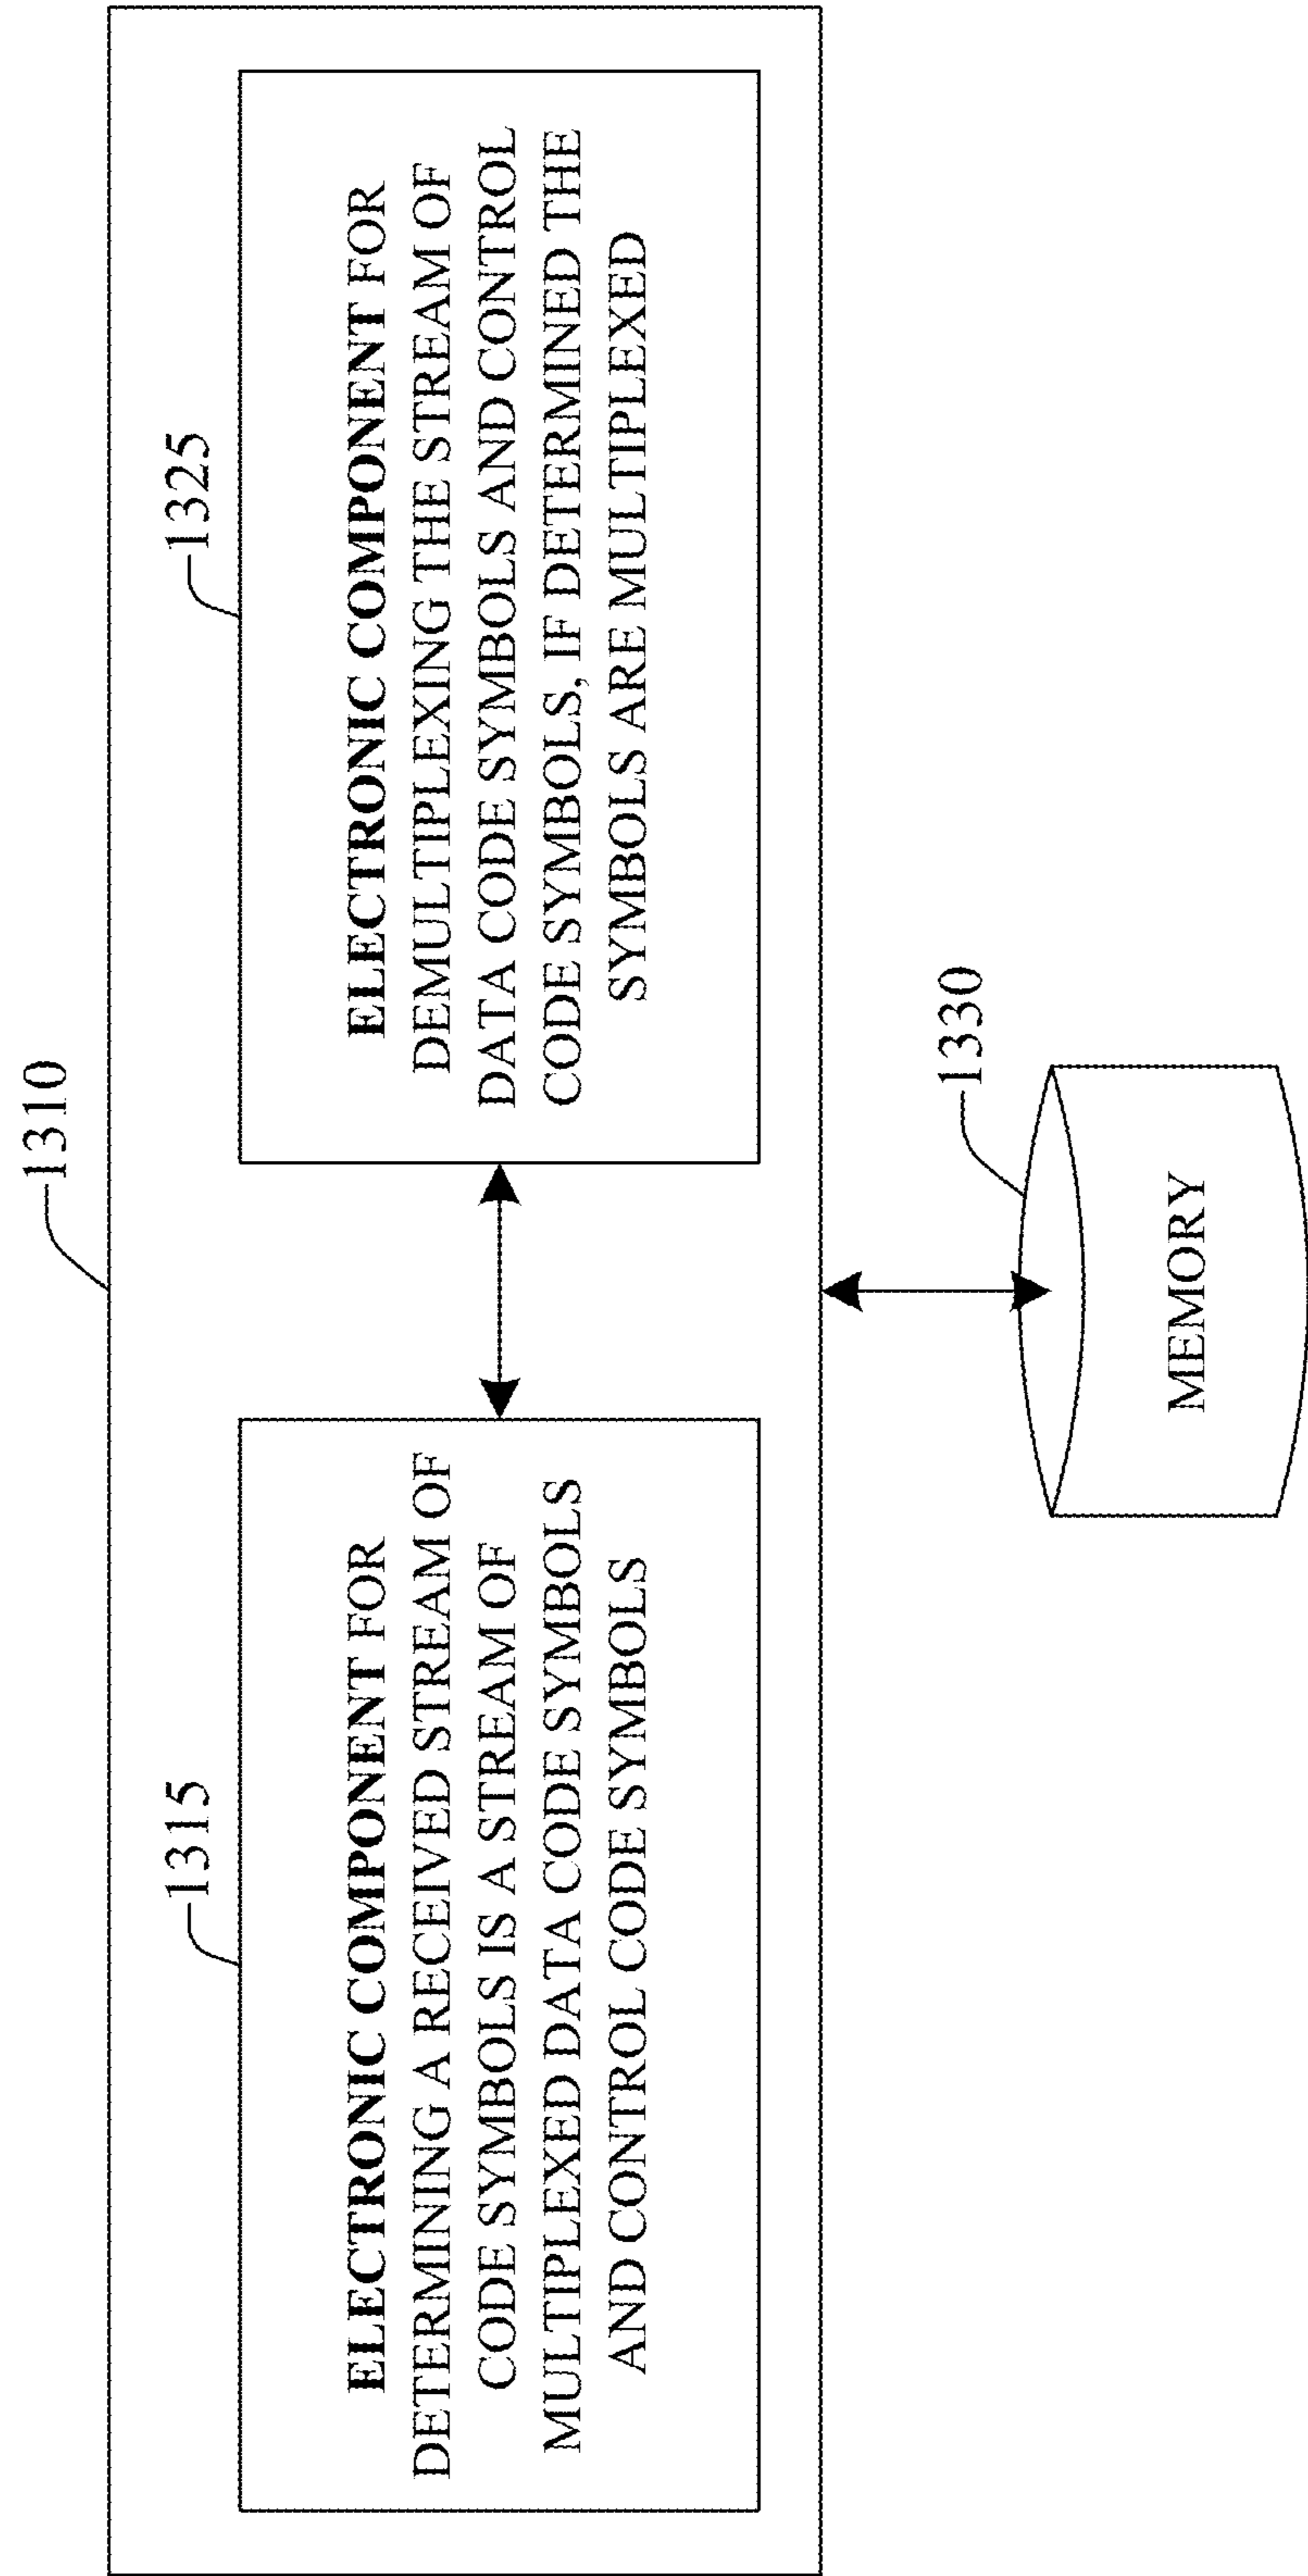 1310
1315
ELECTRONIC COMPONENT FOR
DETERMINING A RECEIVED STREAM OF
CODE SYMBOLS IS A STREAM OF
MULTIPLEXED DATA CODE SYMBOLS
AND CONTROL CODE SYMBOLS
1325
ELECTRONIC COMPONENT FOR
DEMULTIPLEXING THE STREAM OF
DATA CODE SYMBOLS AND CONTROL
CODE SYMBOLS, IF DETERMINED THE
SYMBOLS ARE MULTIPLEXED
1330
MEMORY